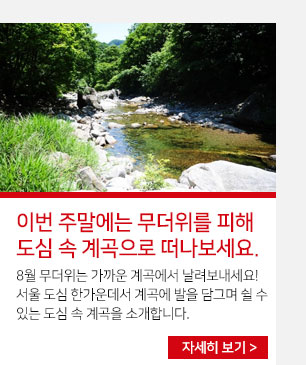 이번 주말에는 무더위를 피해
도심 속 계곡으로 떠나보세요.
8월 무더위는 가까운 계곡에서 날려보내세요!
서울 도심 한가운데서 계곡에 발을 담그며 쉴 수
있는 도심 속 계곡을 소개합니다.
자세히 보기 >